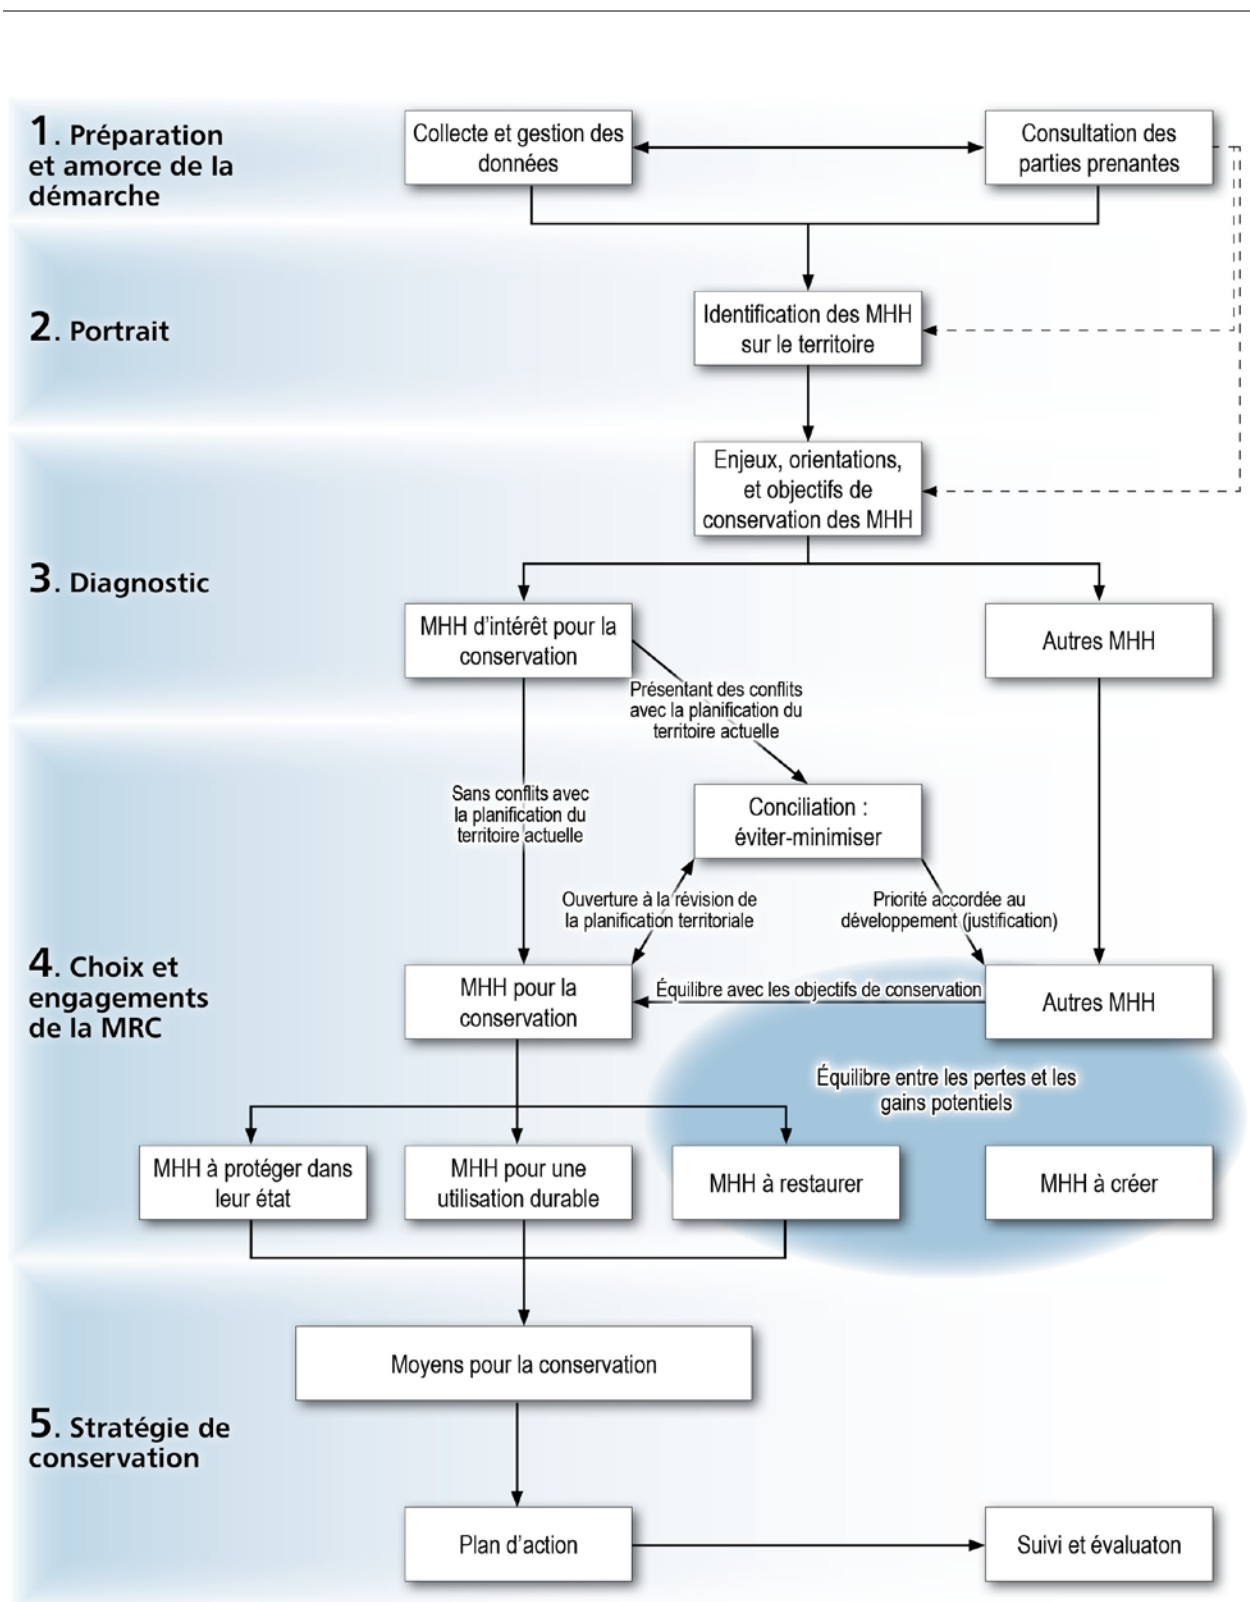 1. Préparation
et amorce de la
démarche
Collecte et gestion des
données
Consultation des
parties prenantes
2. Portrait
Identification des MHH
sur le territoire
Enjeux, orientations,
et objectifs de
conservation des MHH
3. Diagnostic
MHH d'intérêt pour la
conservation
Autres MHH
Présentant des conflits
avec la planification du
territoire actuelle
Sans conflits avec
la planification du
territoire actuelle
Conciliation :
éviter-minimiser
Ouverture à la révision de
la planification territoriale
Priorité accordée au
développement (justification)
4. Choix et
engagements
de la MRC
MHH pour la
conservation
Équilibre avec les objectifs de conservation
Autres MHH
Équilibre entre les pertes et les
gains potentiels
MHH à protéger dans
leur état
MHH pour une
utilisation durable
MHH à restaurer
MHH à créer
5. Stratégie de
conservation
Moyens pour la conservation
Plan d'action
Suivi et évaluaton